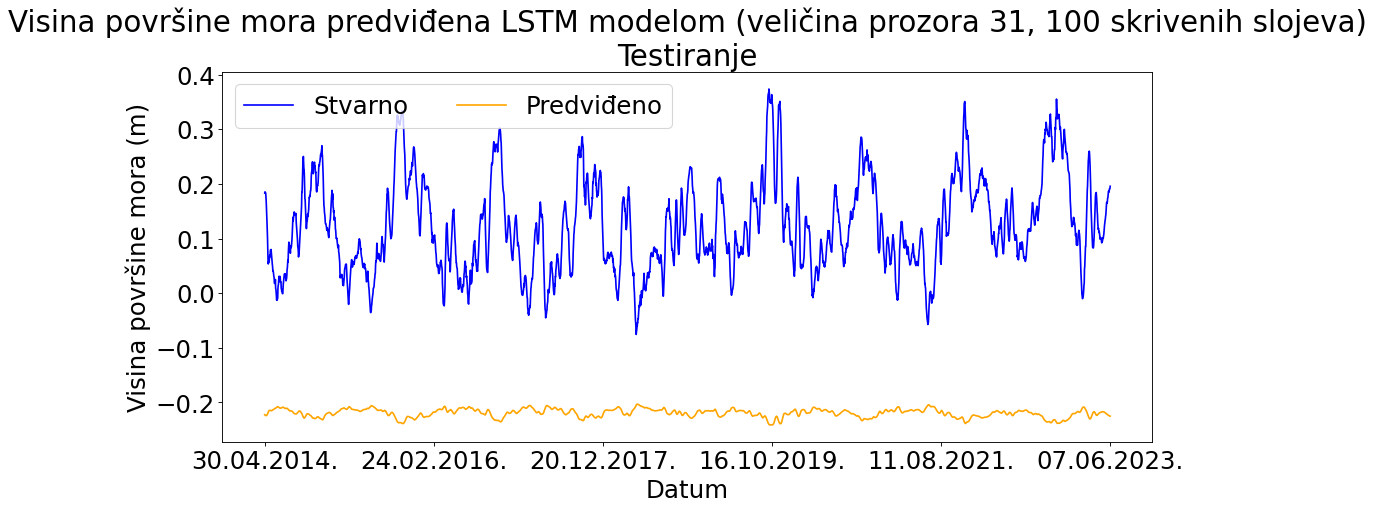 Visina površine mora predviđena LSTM modelom (veličina prozora 31, 100 skrivenih slojeva)
Testiranje
Stvarno Predviđeno
Visina površine mora (m)
0.4
0.3
0.2
0.1
0.0
−0.1
−0.2
30.04.2014. 24.02.2016. 20.12.2017. 16.10.2019. 11.08.2021. 07.06.2023.
Datum